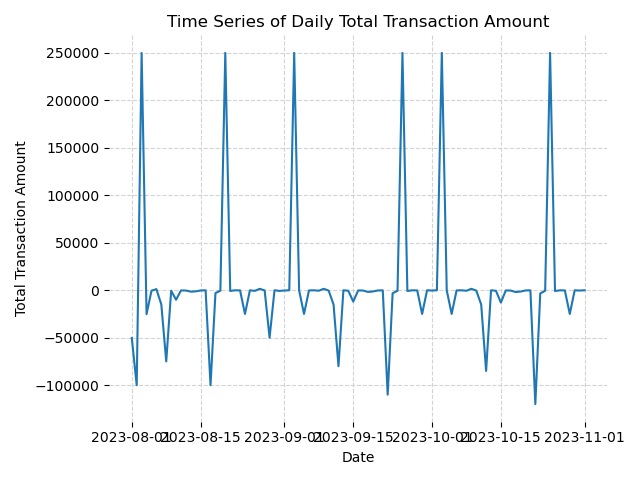 Time Series of Daily Total Transaction Amount
250000
200000
150000
100000
50000
0
−50000
−100000
Total Transaction Amount
2023-08-01 2023-08-15 2023-09-01 2023-09-15 2023-10-01 2023-10-15 2023-11-01
Date